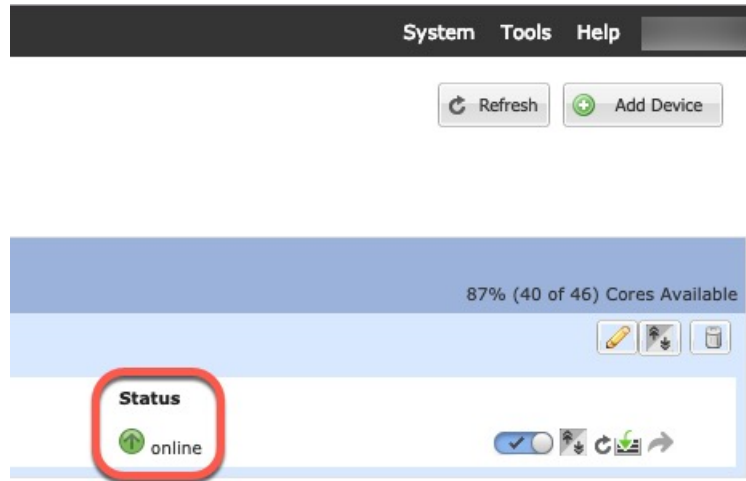 System Tools Help
Refresh Add Device
87% (40 of 46) Cores Available
Status
online